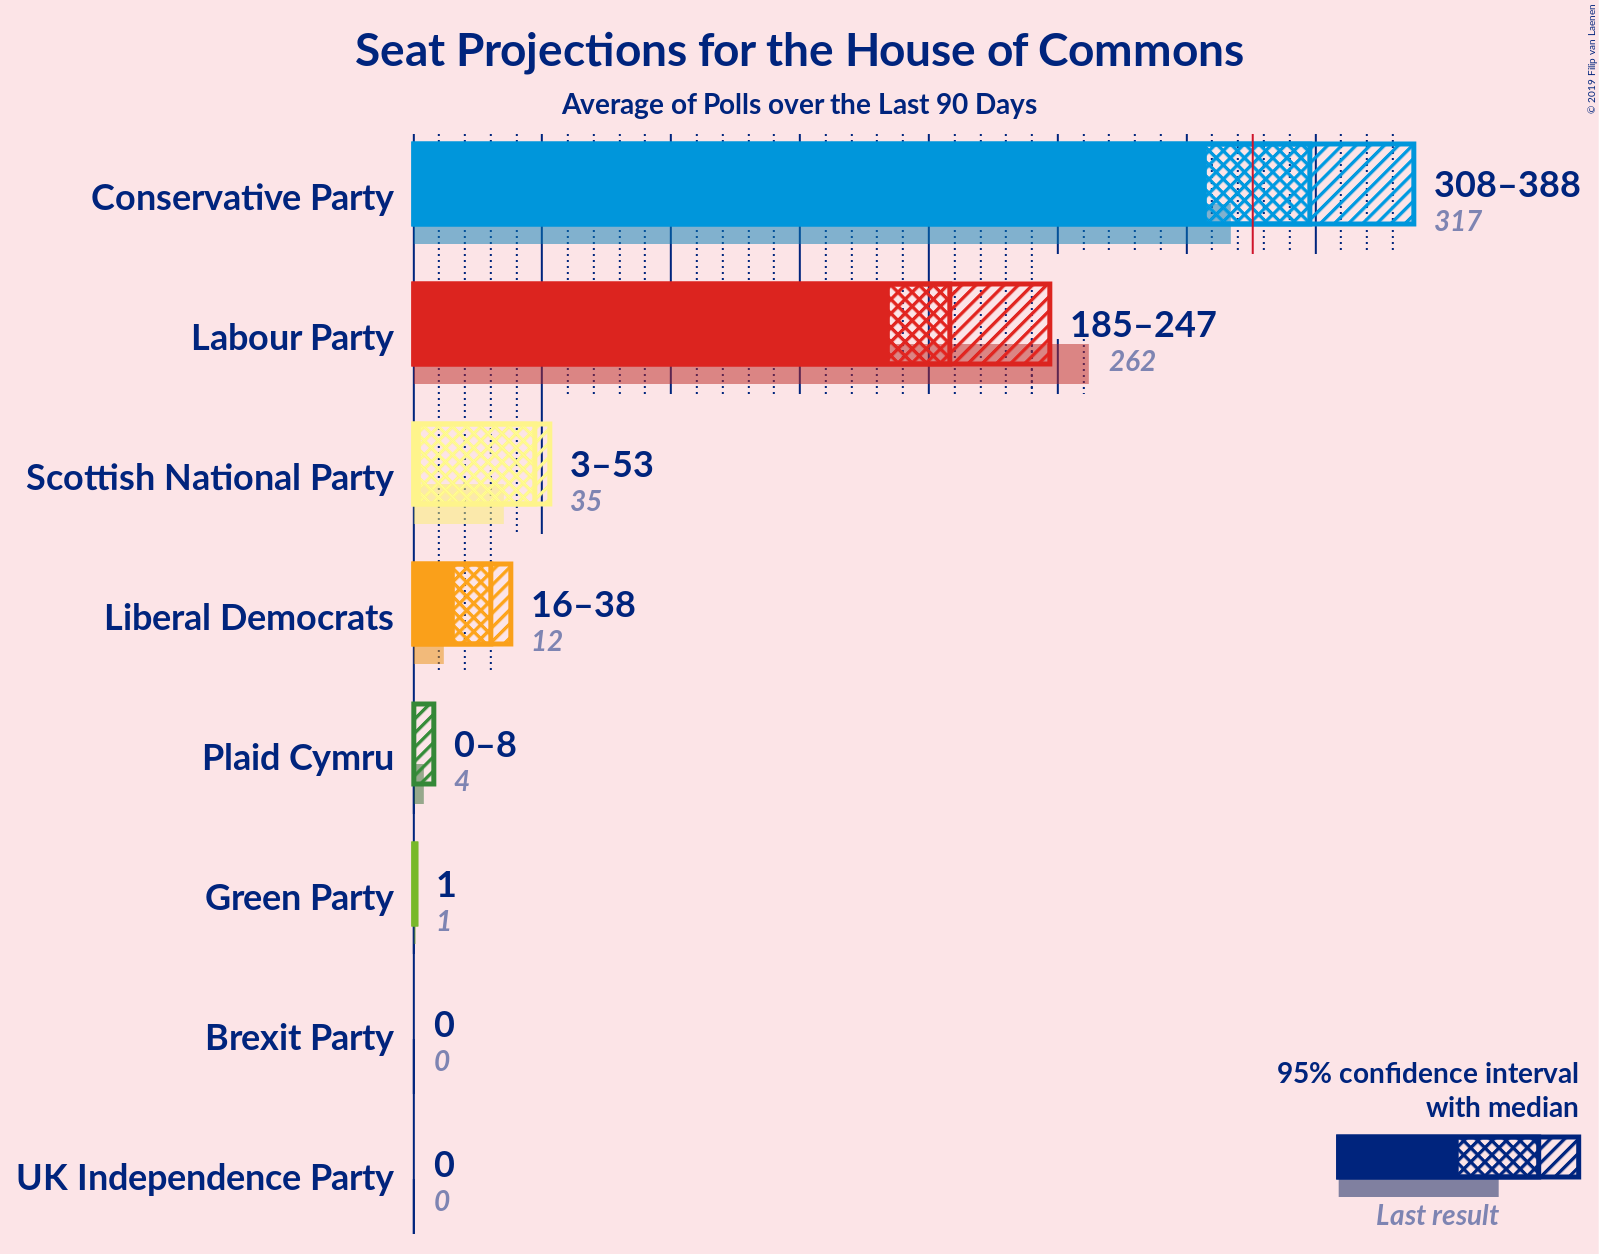 Seat Projections for the House of Commons
Average of Polls over the Last 90 Days
© 2019 Filip van Laenen
Conservative Party
308–388
317
Labour Party
185–247
262
Scottish National Party
3–53
35
Liberal Democrats
16–38
12
Plaid Cymru
0–8
4
Green Party
1
1
Brexit Party
0
0
UK Independence Party
0
0
95% confidence interval
with median
Last result